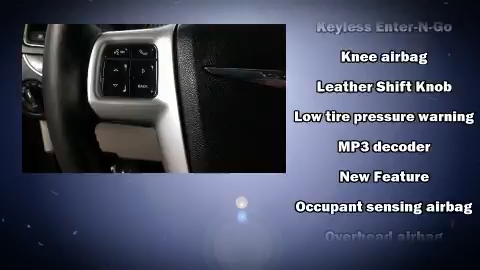 Keyless Enter-N-Go
Knee airbag
Leather Shift Knob
Low tire pressure warning
MP3 decoder
New Feature
Occupant sensing airbag
Overhead airbag
BACK